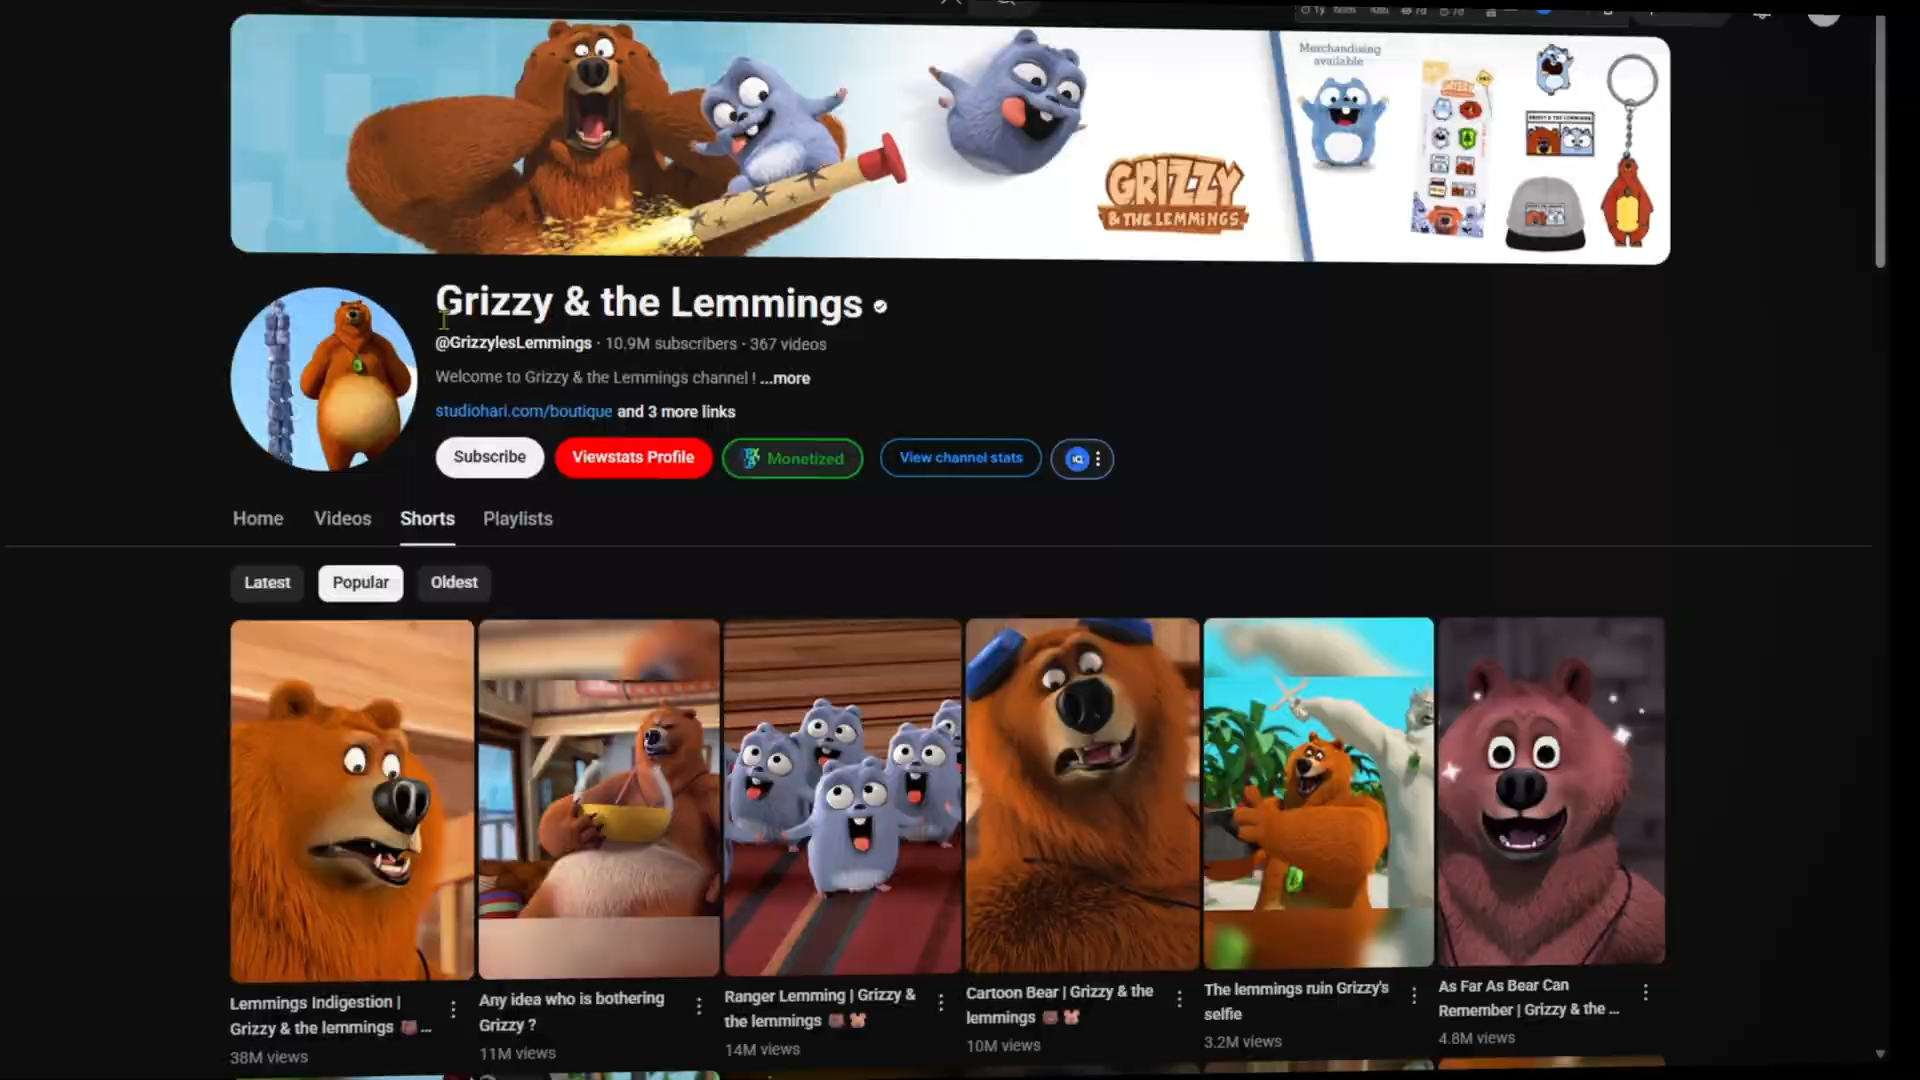 Merchandising
available
GRIZZY
& THE LEMMINGS
Grizzy & the Lemmings
@GrizzylesLemmings · 10.9M subscribers · 367 videos
Welcome to Grizzy & the Lemmings channel ! ...more
studiohari.com/boutique and 3 more links
Subscribe
Viewstats Profile
Monetized
View channel stats
IQ
Home
Videos
Shorts
Playlists
Latest
Popular
Oldest
Lemmings Indigestion |
Grizzy & the lemmings 🐻...
38M views
Any idea who is bothering
Grizzy ?
11M views
Ranger Lemming | Grizzy &
the lemmings 🐻🐹
14M views
Cartoon Bear | Grizzy & the
lemmings 🐻🐹
10M views
The lemmings ruin Grizzy's
selfie
3.2M views
As Far As Bear Can
Remember | Grizzy & the ...
4.8M views